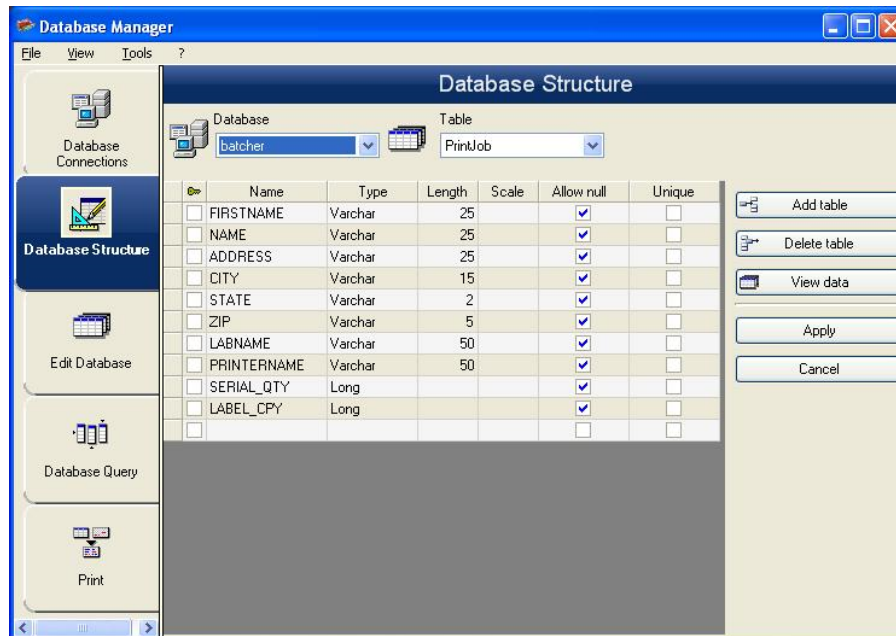 Database Manager
File View Tools ?
Database Structure
Database
Table
batcher
PrintJob
Database
Connections
Database Structure
Edit Database
Database Query
Print
Name Type Length Scale Allow null Unique
FIRSTNAME Varchar 25
NAME Varchar 25
ADDRESS Varchar 25
CITY Varchar 15
STATE Varchar 2
ZIP Varchar 5
LABNAME Varchar 50
PRINTERNAME Varchar 50
SERIAL_QTY Long
LABEL_CPY Long
Add table
Delete table
View data
Apply
Cancel